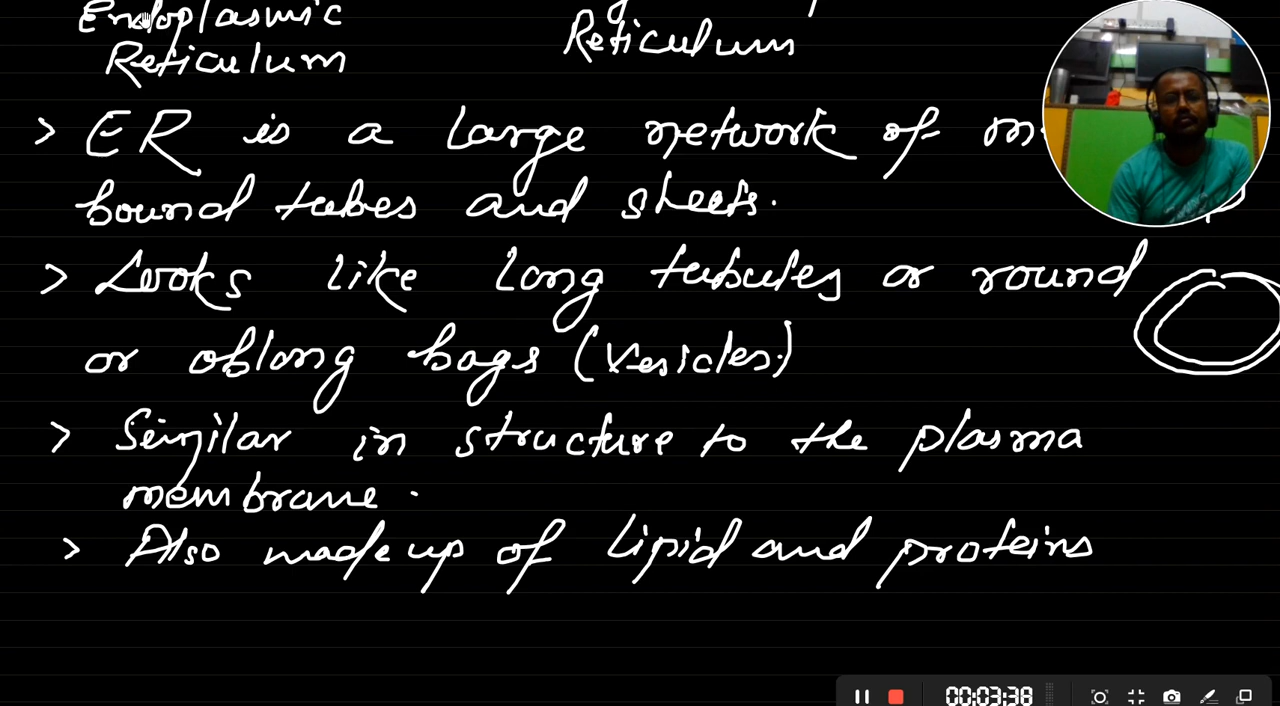 Endoplasmic
Reticulum
Reticulum
> ER is a large network of m
bound tubes and sheets.
> Looks like long tubules or round
or oblong bags (vesicles.)
> Similar in structure to the plasma
membrane.
> Also made up of lipid and proteins
00:03:38